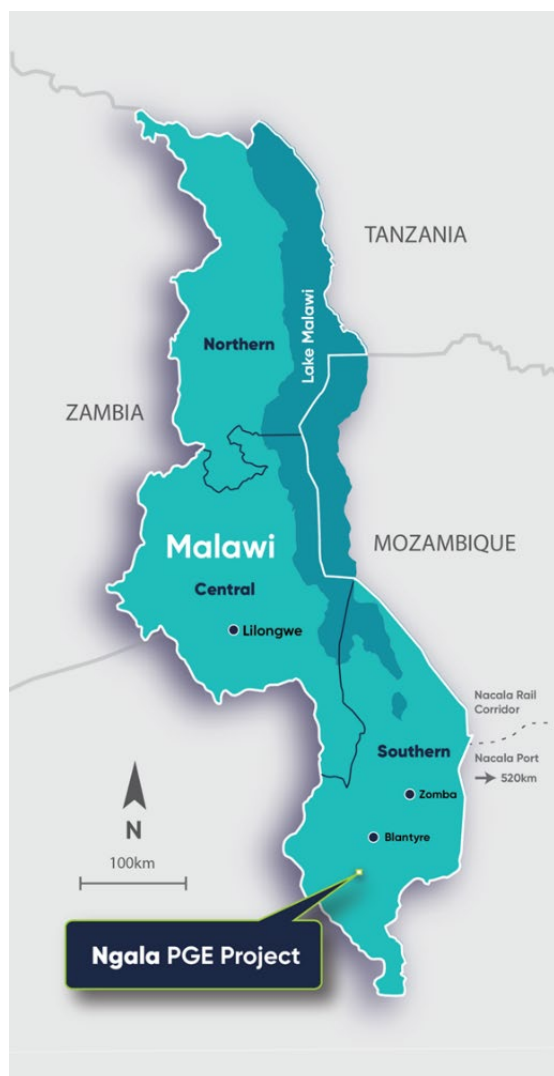 TANZANIA
Northern
Lake Malawi
ZAMBIA
Malawi
MOZAMBIQUE
Central
Lilongwe
Nacala Rail
Corridor
Southern
Nacala Port
520km
Zomba
N
Blantyre
100km
Ngala PGE Project